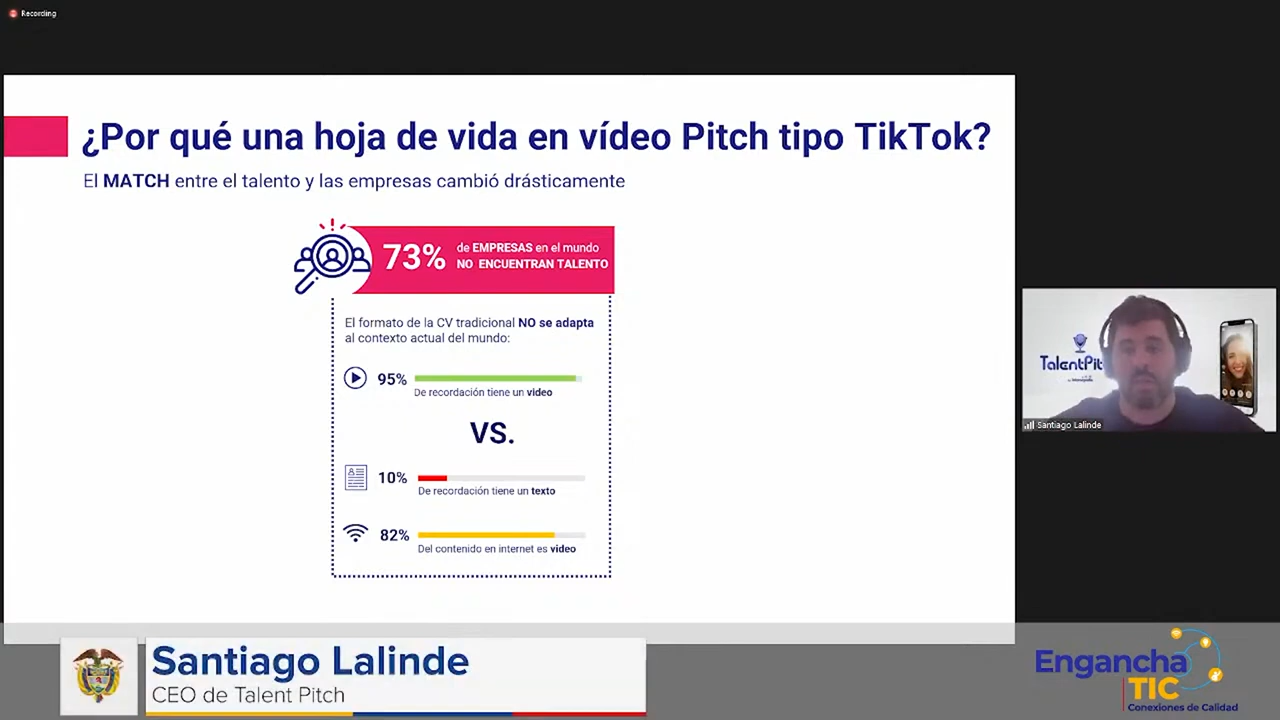 Recording
¿Por qué una hoja de vida en vídeo Pitch tipo TikTok?
El MATCH entre el talento y las empresas cambió drásticamente
73%
de EMPRESAS en el mundo
NO ENCUENTRAN TALENTO
El formato de la CV tradicional NO se adapta
al contexto actual del mundo:
95%
De recordación tiene un video
VS.
10%
De recordación tiene un texto
82%
Del contenido en internet es video
TalentPit
Santiago Lalinde
Santiago Lalinde
CEO de Talent Pitch
Engancha
TIC
Conexiones de Calidad